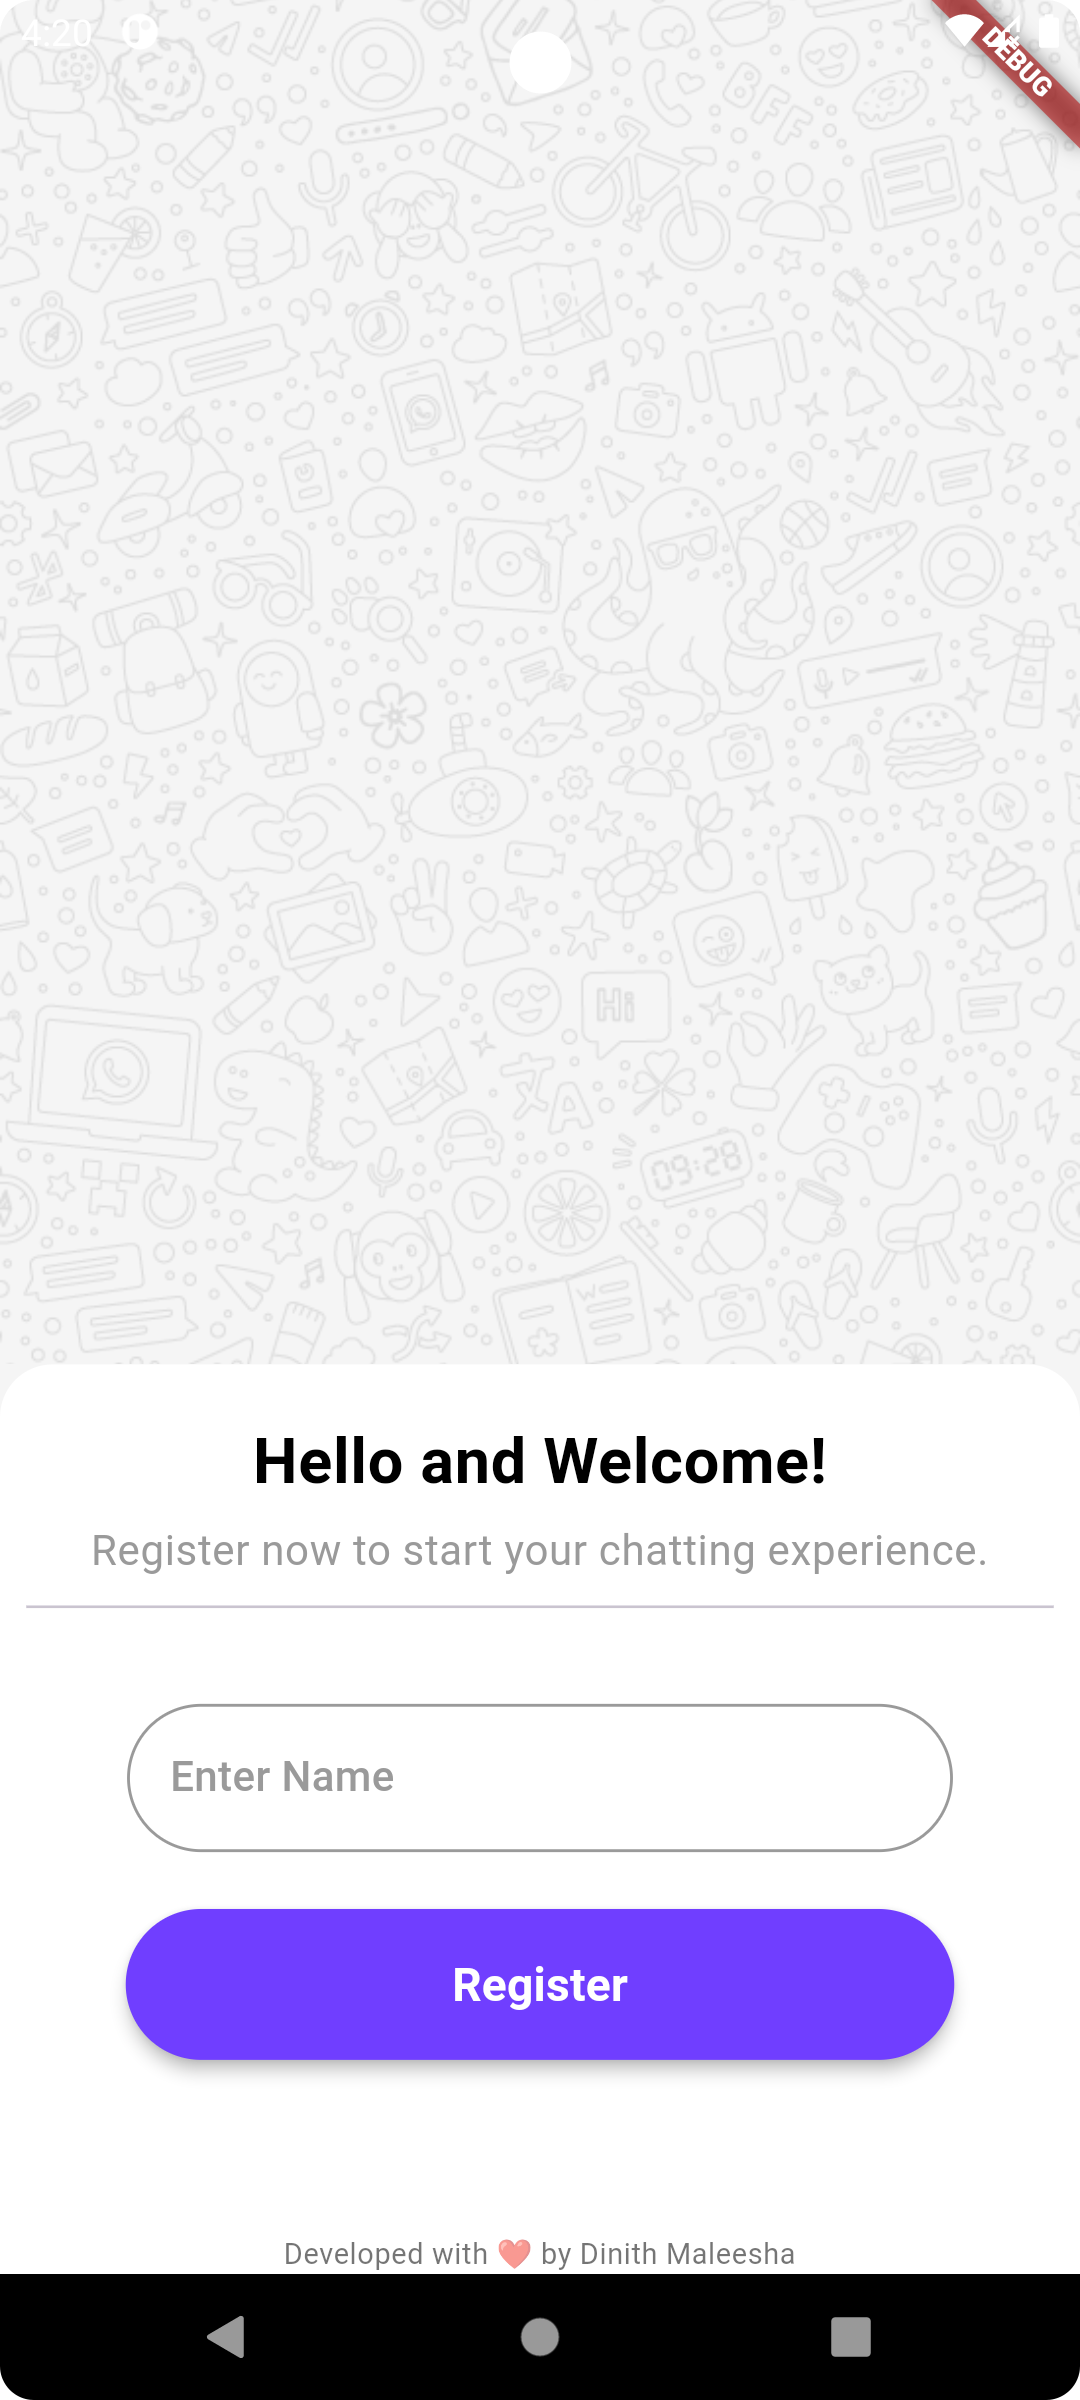 4:20
DEBUG
BFF
Hi
09:28
Hello and Welcome!
Register now to start your chatting experience.
Enter Name
Register
Developed with ❤️ by Dinith Maleesha